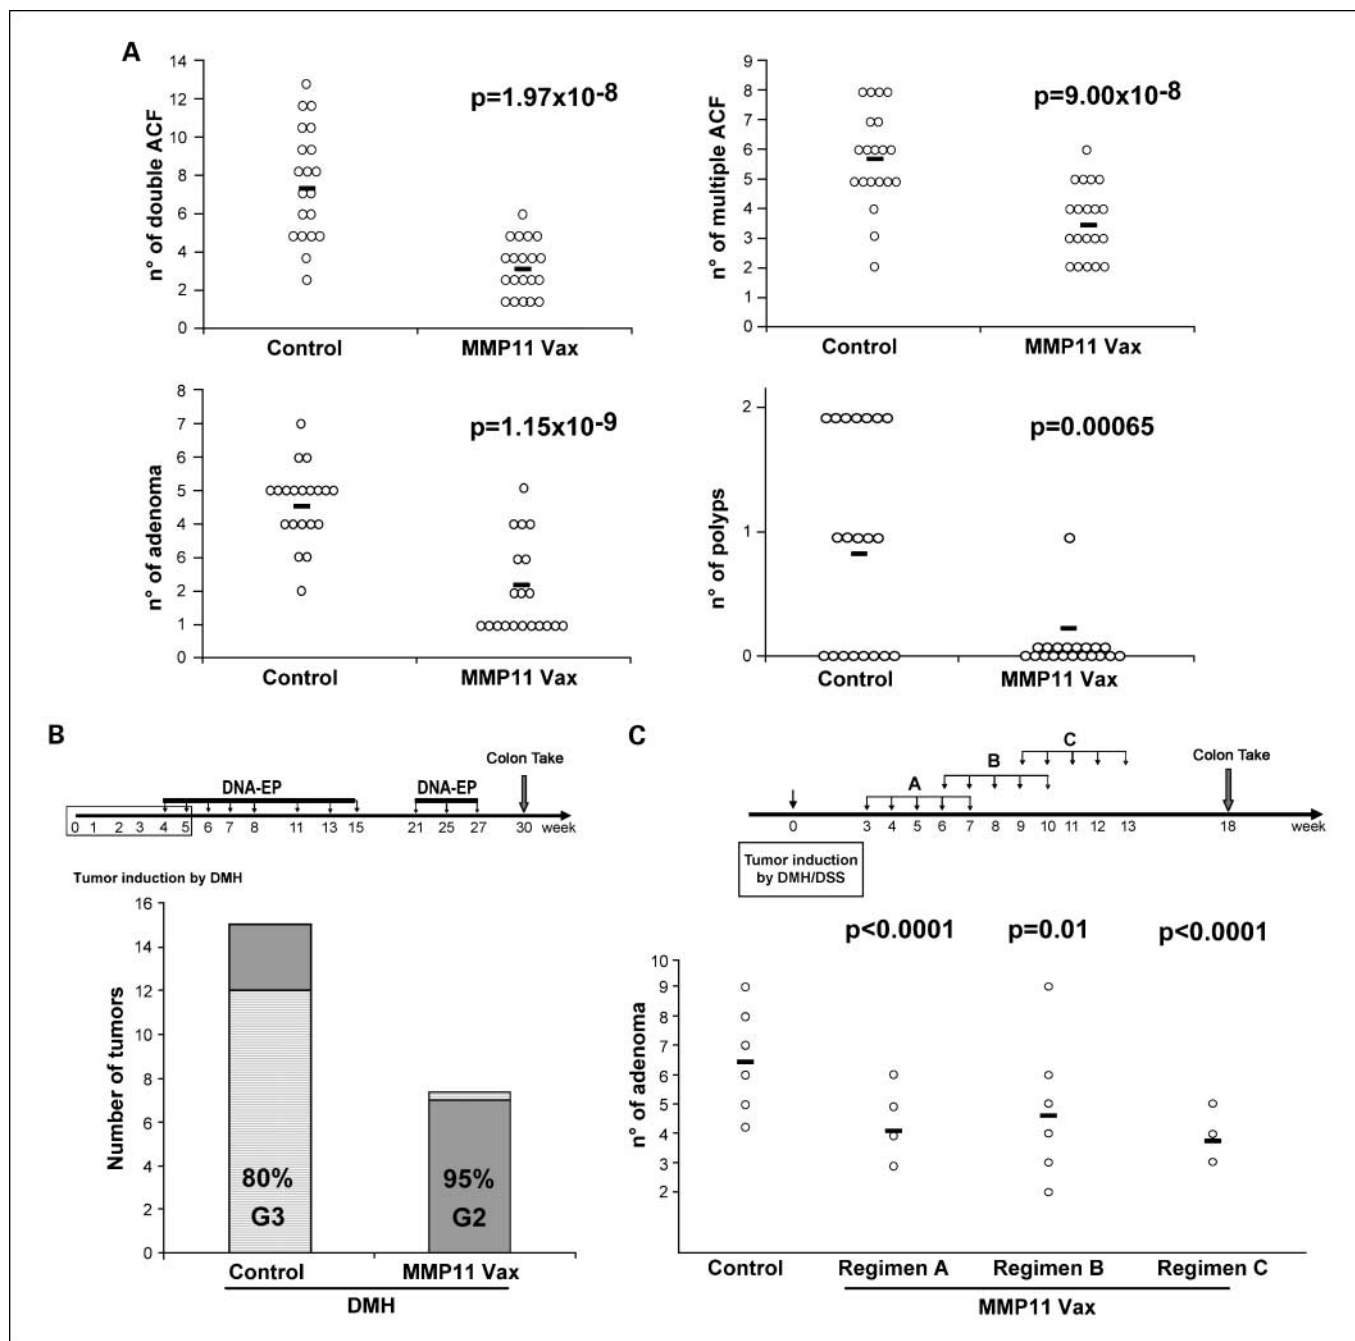 A
14
12
10
8
6
4
2
0
n° of double ACF
p=1.97x10-8
Control MMP11 Vax
9
8
7
6
5
4
3
2
1
0
n° of multiple ACF
p=9.00x10-8
Control MMP11 Vax
8
7
6
5
4
6
2
1
0
n° of adenoma
p=1.15x10-9
Control MMP11 Vax
2
1
0
n° of polyps
p=0.00065
Control MMP11 Vax
B
Colon Take
DNA-EP DNA-EP
0 1 2 3 4 5 6 7 8 11 13 15 21 25 27 30 week
Tumor induction by DMH
16
14
12
10
8
6
4
2
0
Number of tumors
80%
G3
95%
G2
Control MMP11 Vax
DMH
C
C
B
A
Colon Take
0 3 4 5 6 7 8 9 10 11 12 13 18 week
Tumor induction
by DMH/DSS
p<0.0001 p=0.01 p<0.0001
10
9
8
7
6
5
4
3
2
n° of adenoma
Control Regimen A Regimen B Regimen C
MMP11 Vax